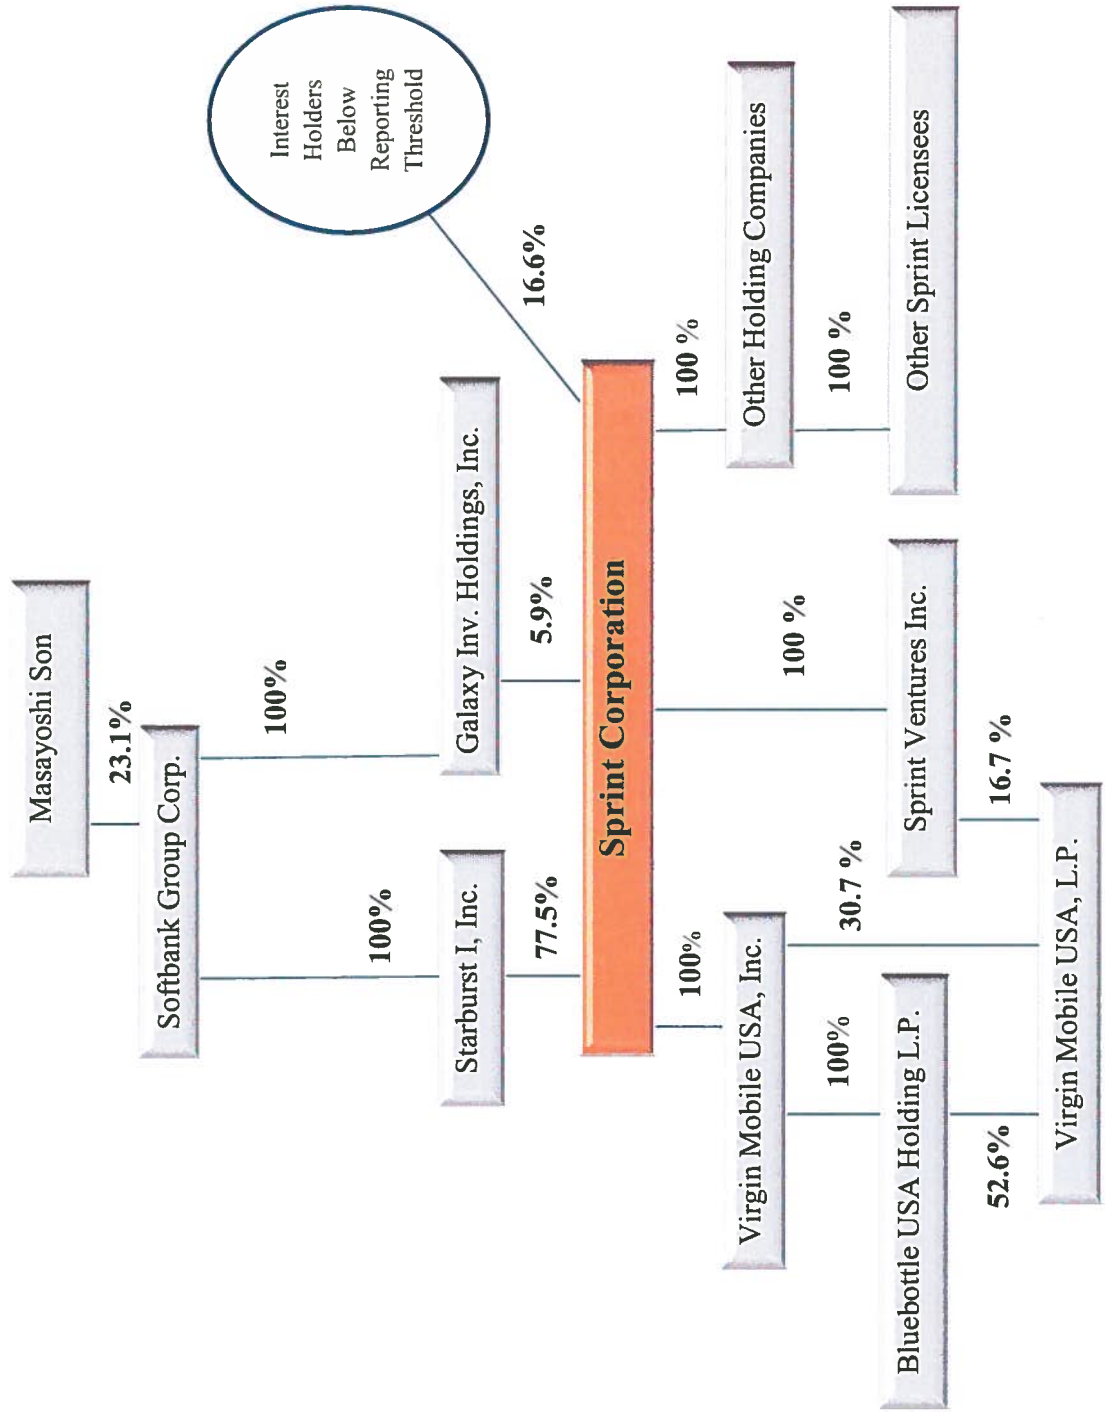 Masayoshi Son
23.1%
Softbank Group Corp.
100%
100%
Starburst I, Inc.
Galaxy Inv. Holdings, Inc.
Interest
Holders
Below
Reporting
Threshold
77.5%
5.9%
16.6%
Sprint Corporation
100%
100 %
100 %
Virgin Mobile USA, Inc.
Other Holding Companies
100%
30.7 %
100 %
Bluebottle USA Holding L.P.
Sprint Ventures Inc.
Other Sprint Licensees
52.6%
16.7 %
Virgin Mobile USA, L.P.